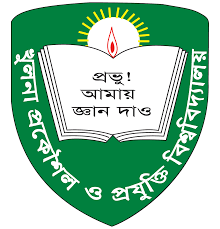 প্রভু!
আমায়
জ্ঞান দাও
খুলনা প্রকৌশল ও প্রযুক্তি বিশ্ববিদ্যালয়